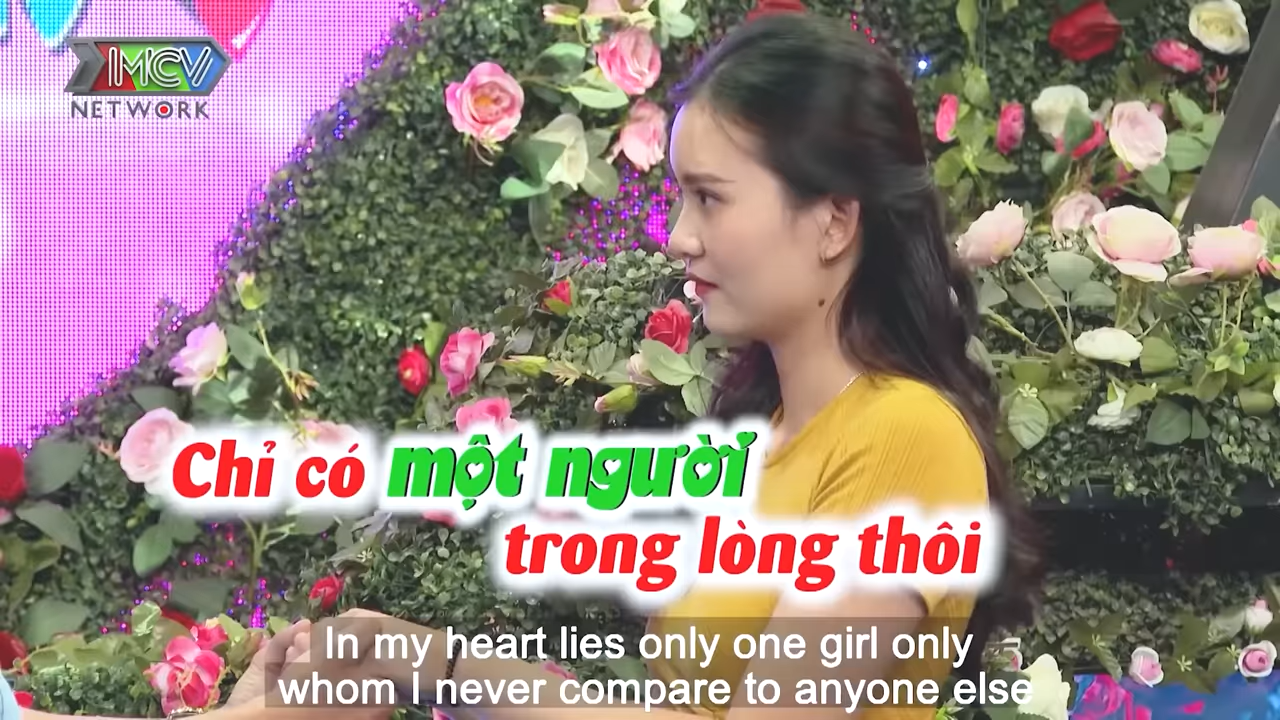 MCV
NETWORK
Chỉ có một người
trong lòng thôi
In my heart lies only one girl only
whom I never compare to anyone else